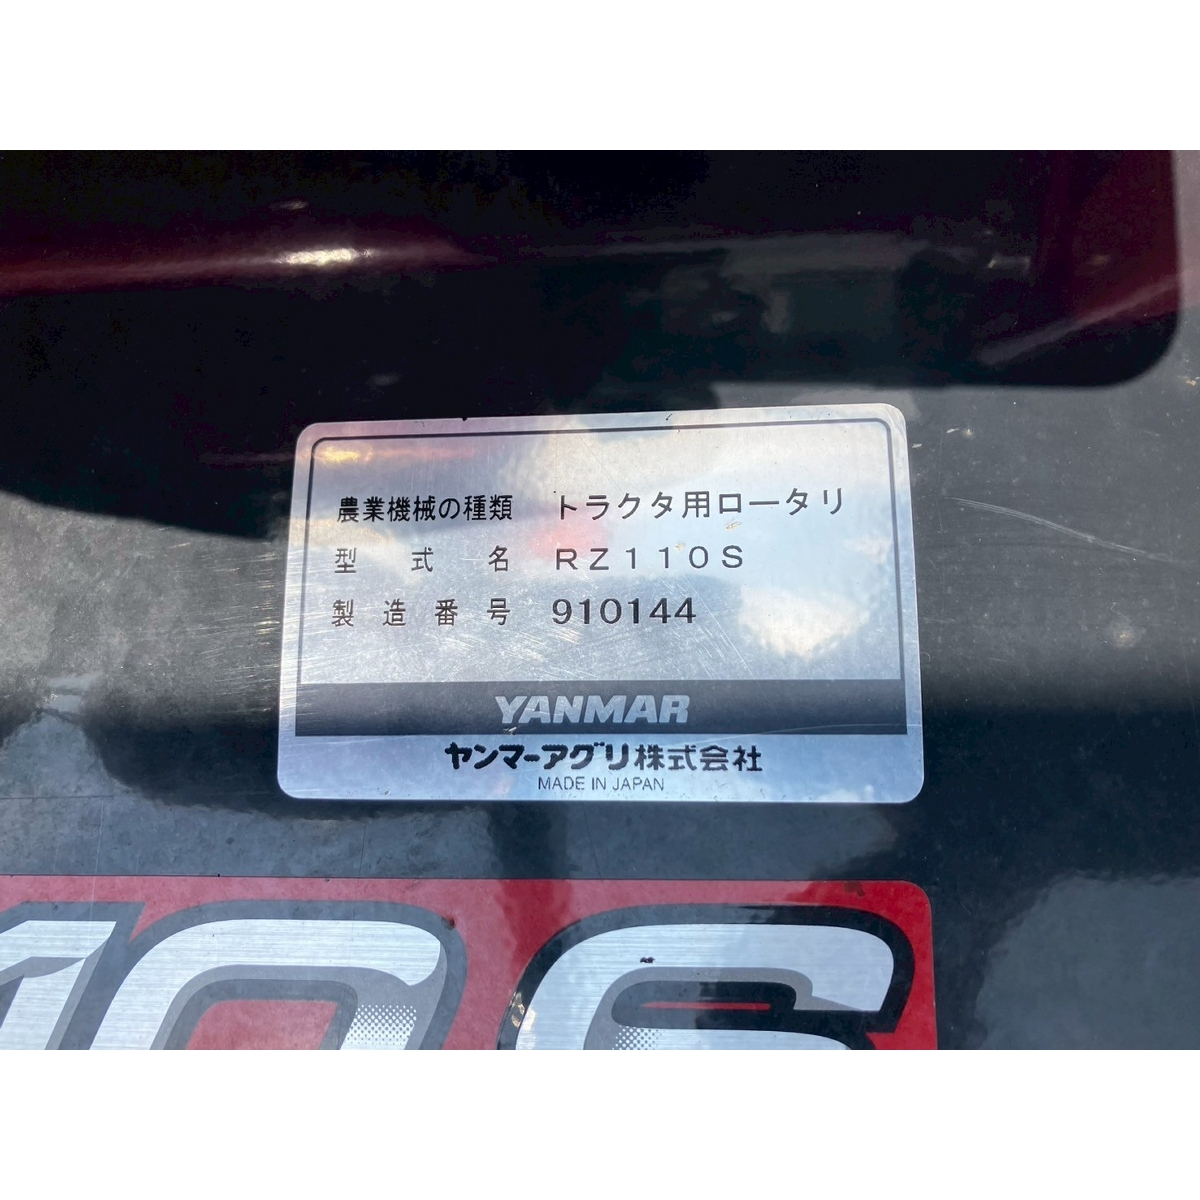 農業機械の種類 トラクタ用ロータリ
型式名 RZ110S
製造番号 910144
YANMAR
ヤンマーアグリ株式会社
MADE IN JAPAN